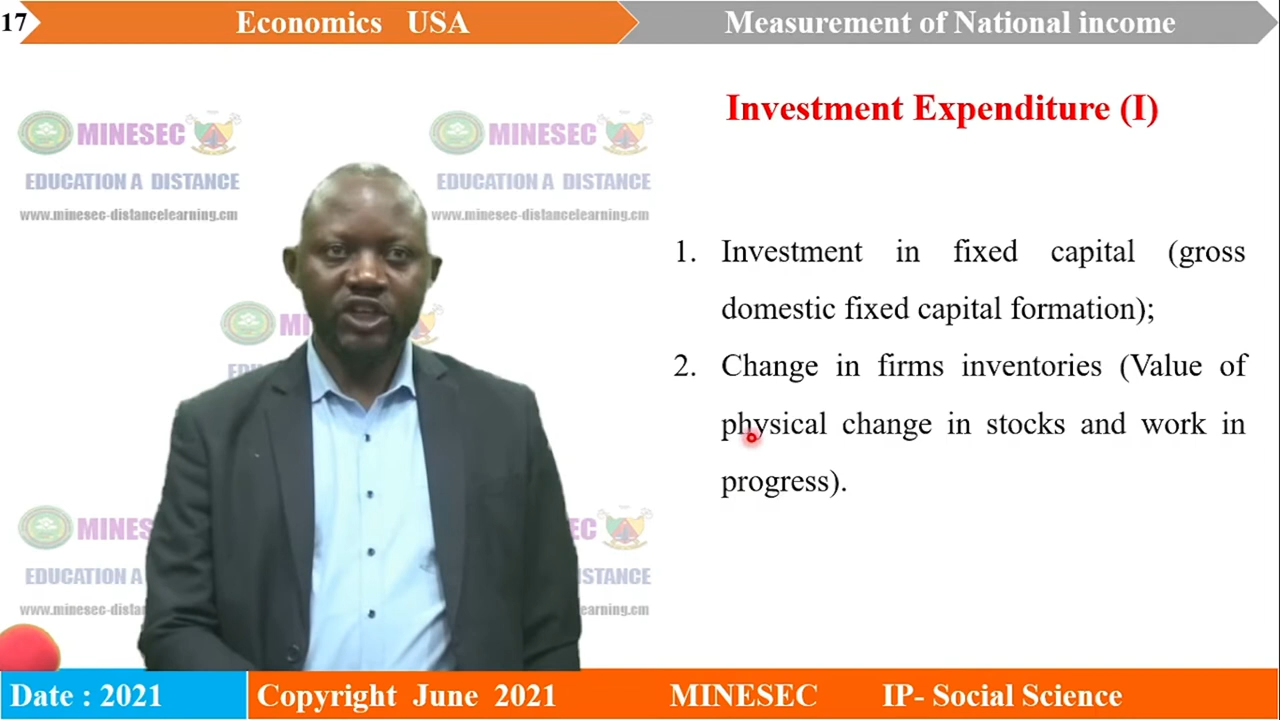 17
Economics USA
Measurement of National income
Investment Expenditure (I)
MINESEC
EDUCATION A DISTANCE
www.minesec-distancelearning.cm
MINESEC
EDUCATION A DISTANCE
www.minesec-distancelearning.cm
1. Investment in fixed capital (gross
domestic fixed capital formation);
2. Change in firms inventories (Value of
physical change in stocks and work in
progress).
Date : 2021
Copyright June 2021
MINESEC
IP- Social Science